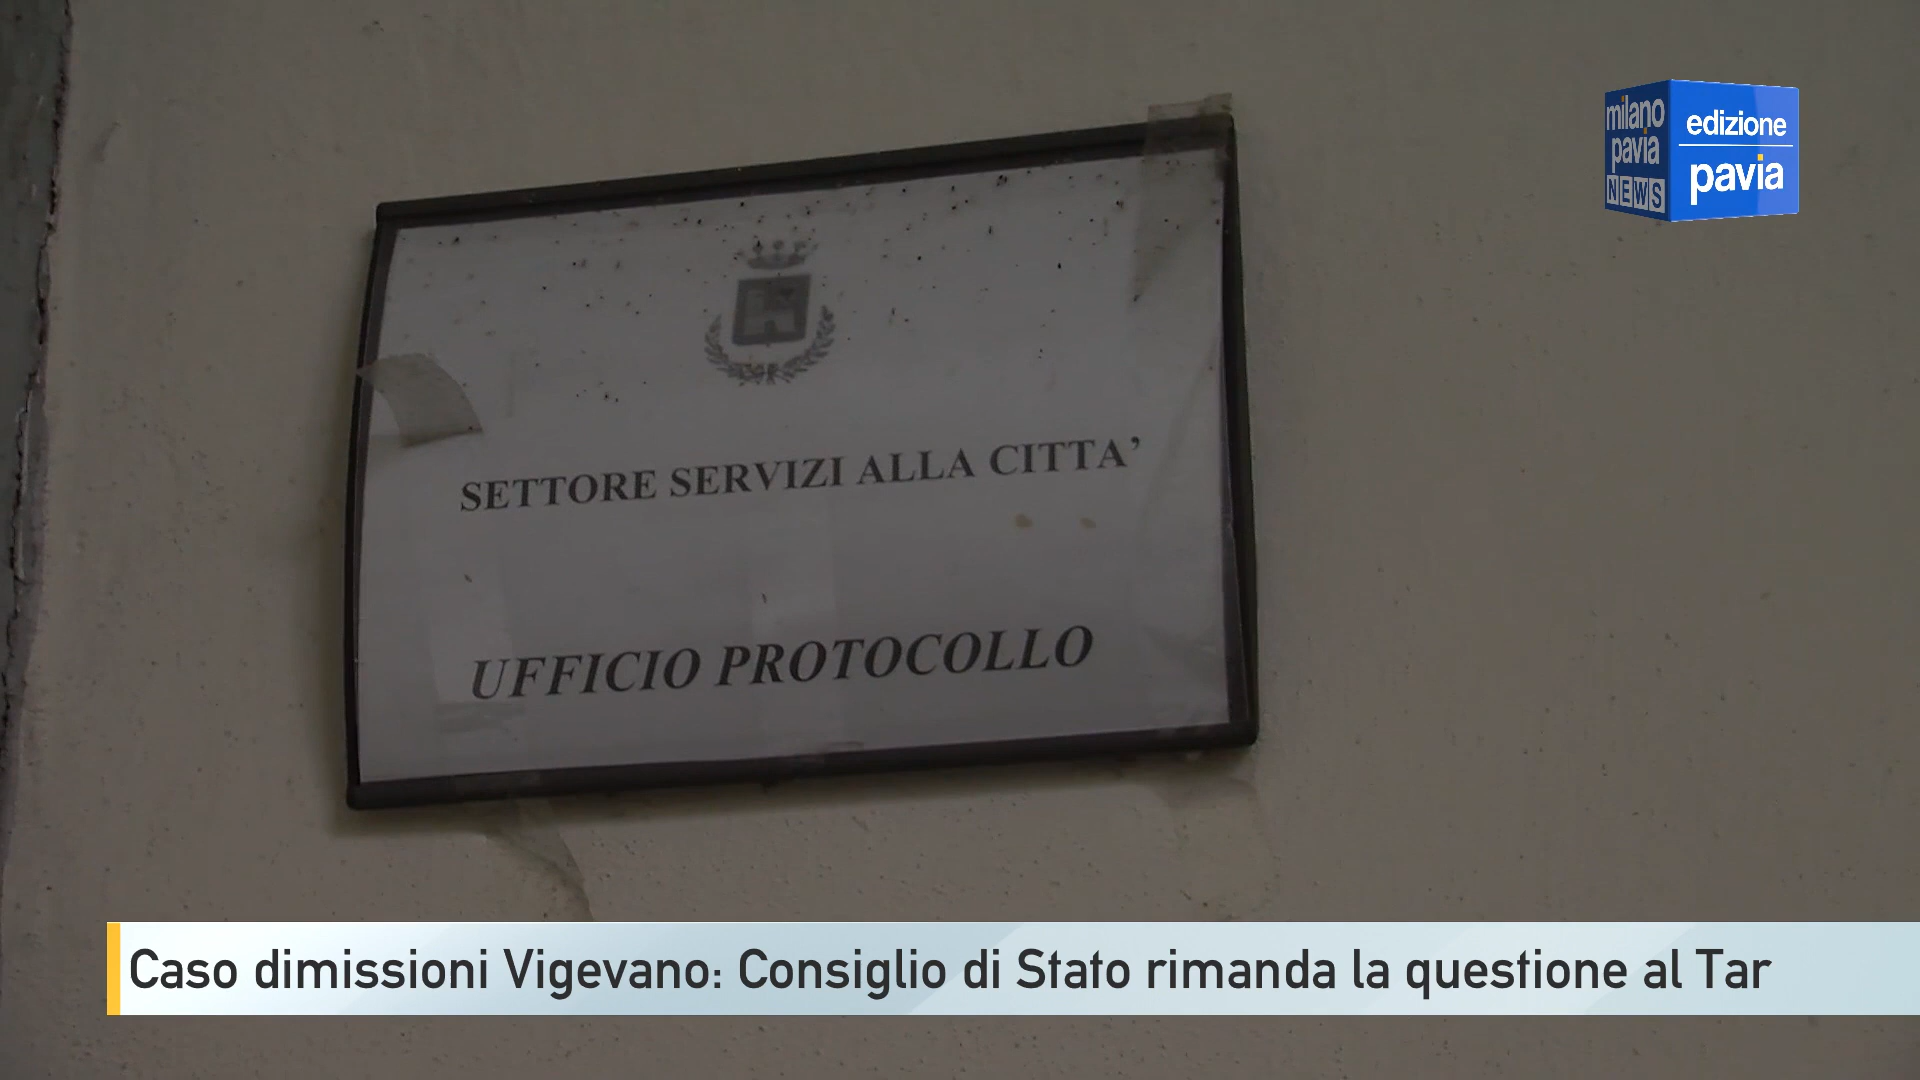 milano
pavia
NEWS
edizione
pavia
SETTORE SERVIZI ALLA CITTA'
UFFICIO PROTOCOLLO
Caso dimissioni Vigevano: Consiglio di Stato rimanda la questione al Tar